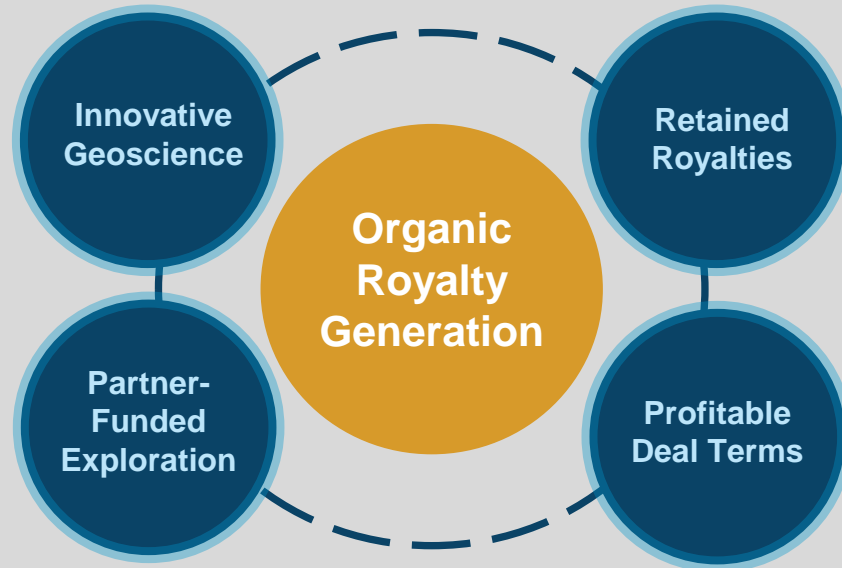 Innovative
Geoscience
Retained
Royalties
Organic
Royalty
Generation
Partner-
Funded
Exploration
Profitable
Deal Terms